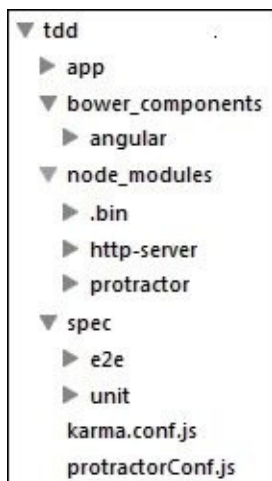 tdd
app
bower_components
angular
node_modules
.bin
http-server
protractor
spec
e2e
unit
karma.conf.js
protractorConf.js